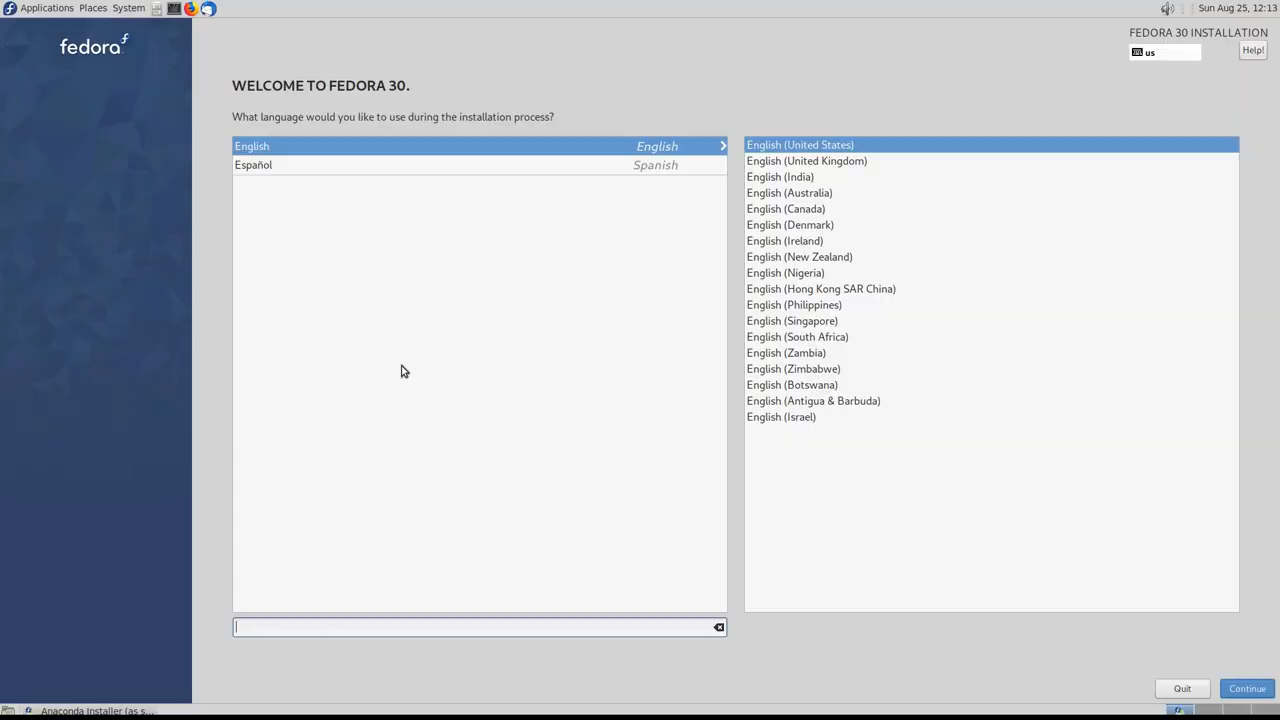 Applications Places System
Sun Aug 25, 12:13
fedora
FEDORA 30 INSTALLATION
us
Help!
WELCOME TO FEDORA 30.
What language would you like to use during the installation process?
English English
Español Spanish
English (United States)
English (United Kingdom)
English (India)
English (Australia)
English (Canada)
English (Denmark)
English (Ireland)
English (New Zealand)
English (Nigeria)
English (Hong Kong SAR China)
English (Philippines)
English (Singapore)
English (South Africa)
English (Zambia)
English (Zimbabwe)
English (Botswana)
English (Antigua & Barbuda)
English (Israel)
Quit
Continue
Anaconda Installer (as s...